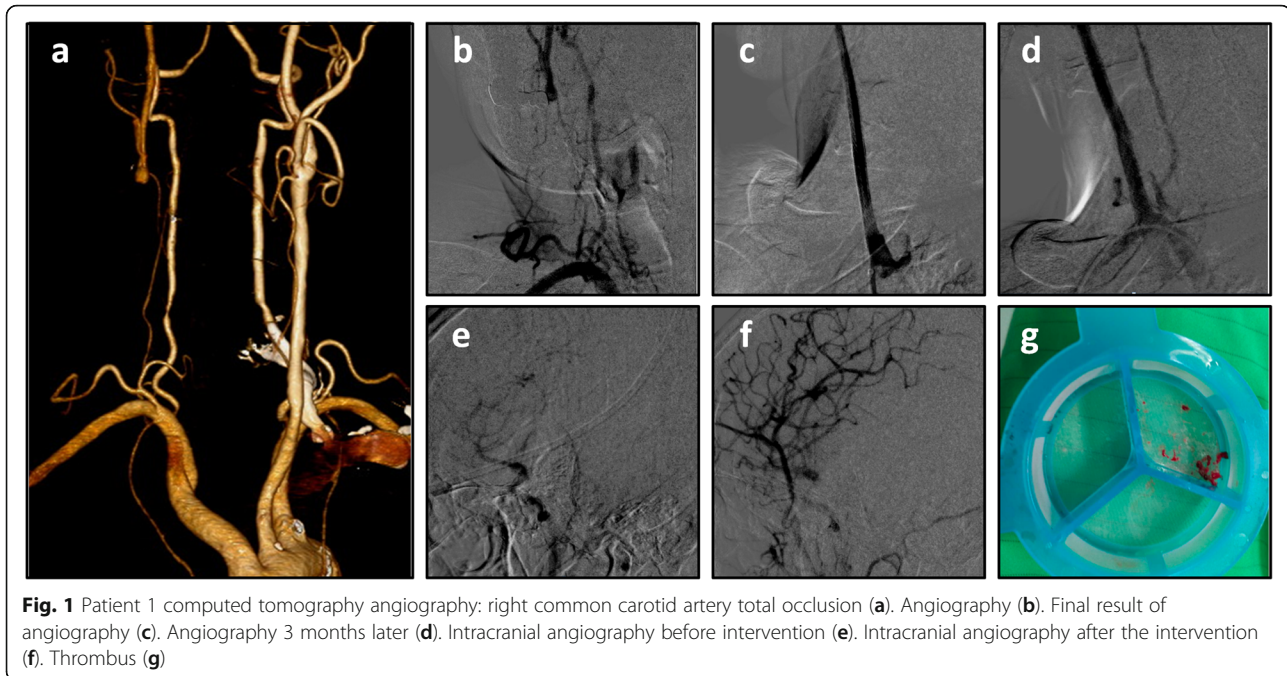 a
b
c
d
e
f
g
Fig. 1 Patient 1 computed tomography angiography: right common carotid artery total occlusion (a). Angiography (b). Final result of
angiography (c). Angiography 3 months later (d). Intracranial angiography before intervention (e). Intracranial angiography after the intervention
(f). Thrombus (g)